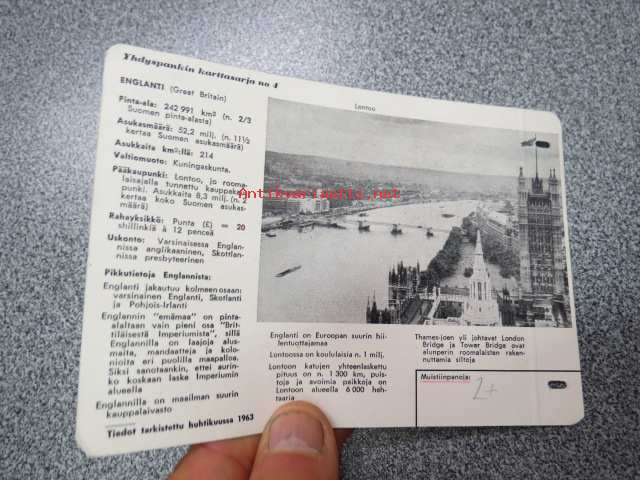 Yhdyspankin karttasarja no 4
ENGLANTI (Great Britain)
Pinta-ala: 242 991 km² (n. 2/3
Suomen pinta-alasta)
Asukasmäärä: 52,2 milj. (n. 11½
kertaa Suomen asukasmäärä)
Asukkaita km²:llä: 214
Valtiomuoto: Kuningaskunta.
Pääkaupunki: Lontoo, jo rooma-
laisajalla tunnettu kauppakau-
punki. Asukkaita 8,3 milj. (n. 2
kertaa koko Suomen asukas-
määrä)
Rahayksikkö: Punta (£) = 20
shillinkiä à 12 penceä
Uskonto: Varsinaisessa Englan-
nissa anglikaaninen, Skotlan-
nissa presbyteerinen
Pikkutietoja Englannista:
Englanti jakautuu kolmeen osaan:
varsinainen Englanti, Skotlanti
ja Pohjois-Irlanti
Englannin "emämaa" on pinta-
alaltaan vain pieni osa "Brit-
tiläisestä Imperiumista", sillä
Englannilla on laajoja alus-
maita, mandaatteja ja kolo-
nioita eri puolilla maapalloa.
Siksi sanotaankin, ettei aurin-
ko koskaan laske Imperiumin
alueella
Englannilla on maailman suurin
kauppalaivasto
Tiedot tarkistettu huhtikuussa 1963
Lontoo
Antikvariaatti.net
Englanti on Euroopan suurin hii-
lentuottajamaa
Lontoossa on koululaisia n. 1 milj.
Lontoon katujen yhteenlaskettu
pituus on n. 1 300 km, puis-
toja ja avoimia paikkoja on
Lontoon alueella 6 000 heh-
taaria
Thames-joen yli johtavat London
Bridge ja Tower Bridge ovat
alunperin roomalaisten raken-
nuttamia siltoja
Muistiinpanoja:
2+